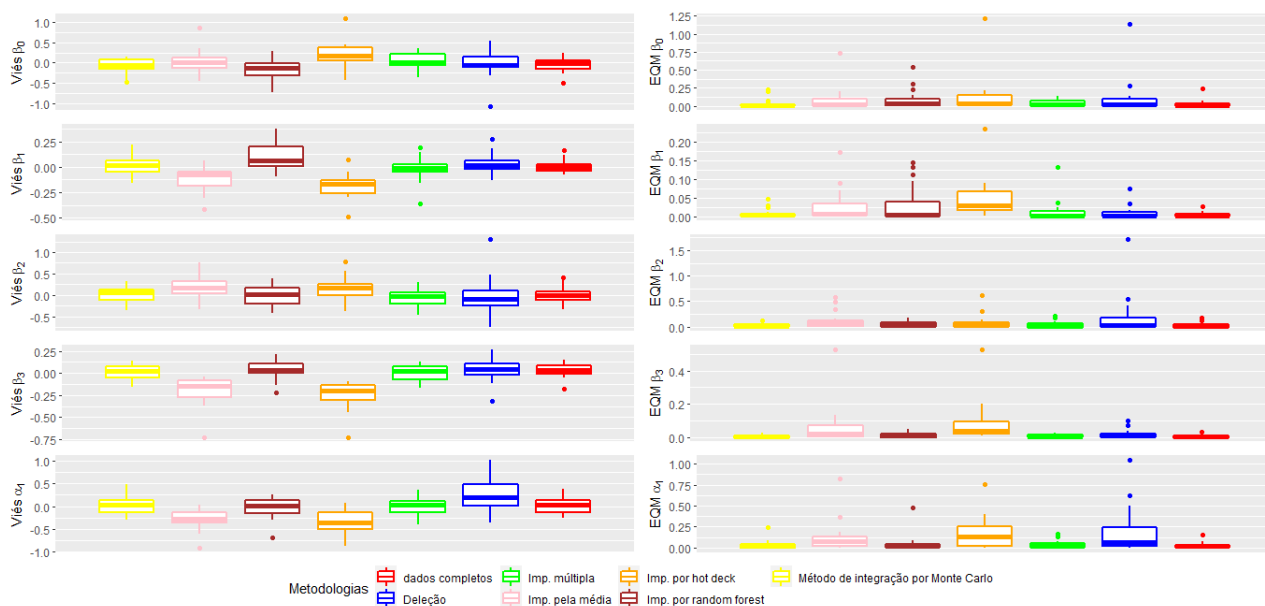 Viés β0
1.0
0.5
0.0
-0.5
-1.0
Viés β1
0.25
0.00
-0.25
-0.50
Viés β2
1.0
0.5
0.0
-0.5
Viés β3
0.25
0.00
-0.25
-0.50
-0.75
Viés α1
1.0
0.5
0.0
-0.5
-1.0
EQM β0
1.25
1.00
0.75
0.50
0.25
0.00
EQM β1
0.20
0.15
0.10
0.05
0.00
EQM β2
1.5
1.0
0.5
0.0
EQM β3
0.4
0.2
0.0
EQM α1
1.00
0.75
0.50
0.25
0.00
Metodologias
dados completos
Imp. múltipla
Imp. por hot deck
Método de integração por Monte Carlo
Deleção
Imp. pela média
Imp. por random forest